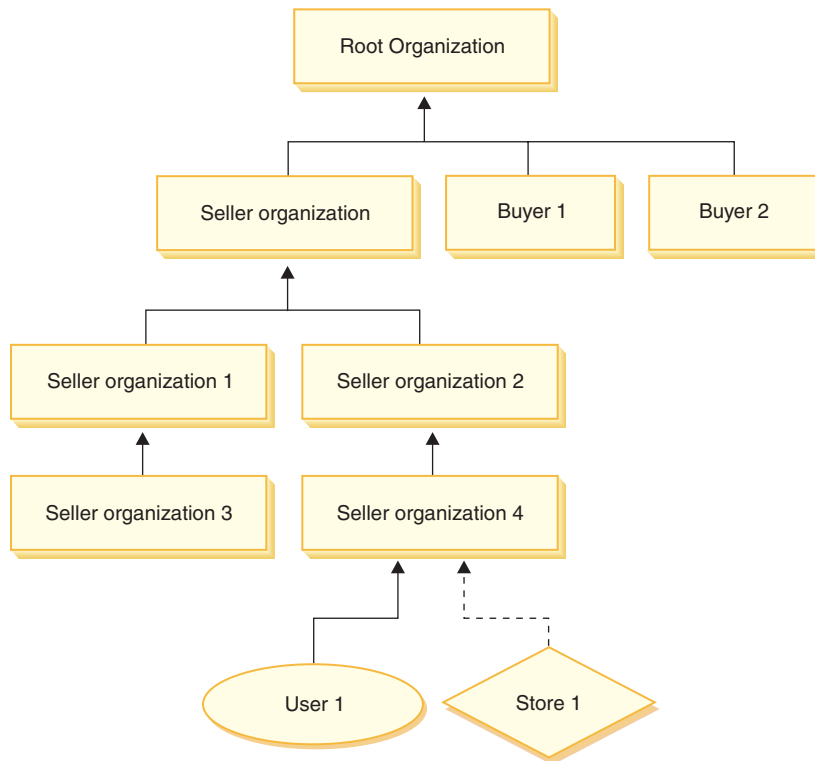 Root Organization
Seller organization
Buyer 1
Buyer 2
Seller organization 1
Seller organization 2
Seller organization 3
Seller organization 4
User 1
Store 1